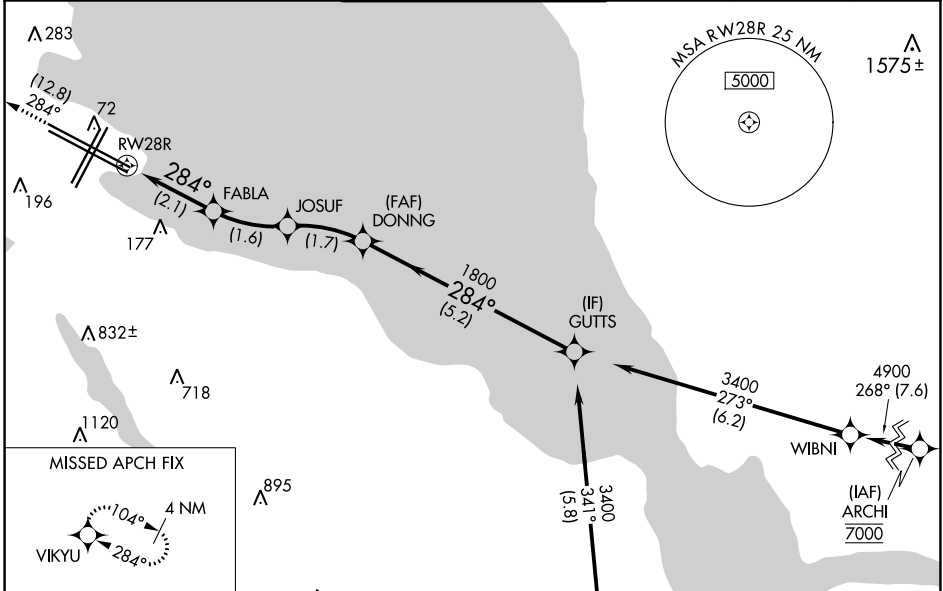 283
(12.8)
284°
72
RW28R
196
177
284°
(2.1)
FABLA
(1.6)
JOSUF
(1.7)
(FAF)
DONNG
1800
284°
(5.2)
(IF)
GUTTS
MSA RW28R 25 NM
5000
1575±
832±
718
1120
895
3400
273°
(6.2)
WIBNI
4900
268° (7.6)
(IAF)
ARCHI
7000
3400
341°
(5.8)
MISSED APCH FIX
104°
4 NM
284°
VIKYU